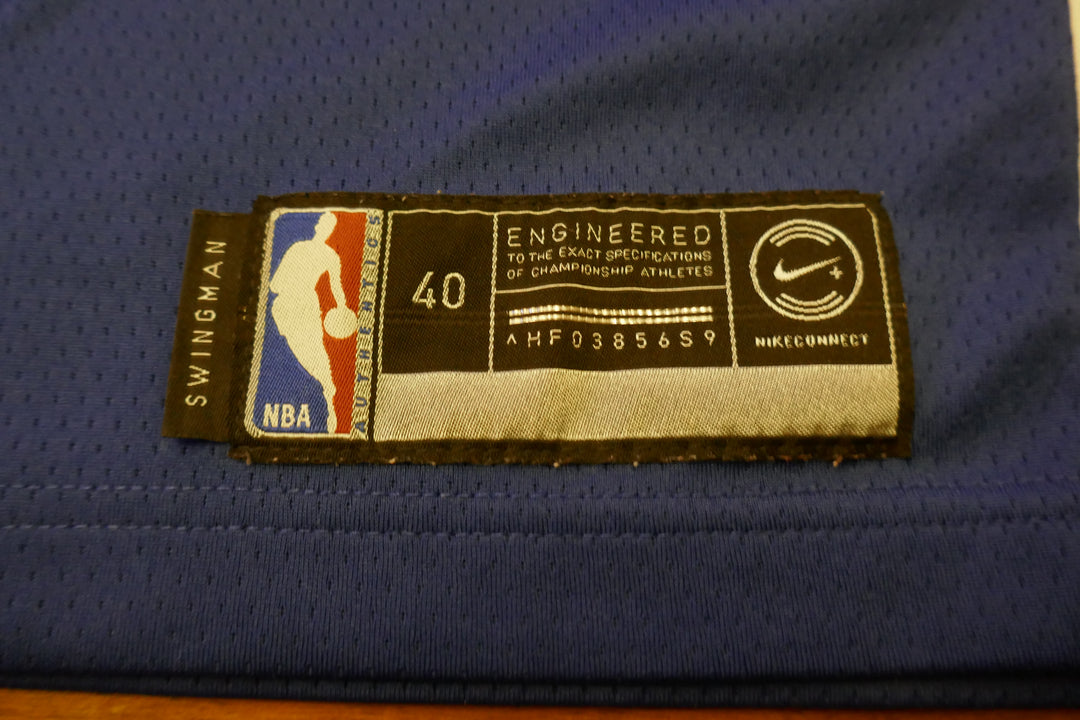 SWINGMAN
NBA
AUTHENTICS
40
ENGINEERED
TO THE EXACT SPECIFICATIONS
OF CHAMPIONSHIP ATHLETES
^HF03856S9
NIKECONNECT